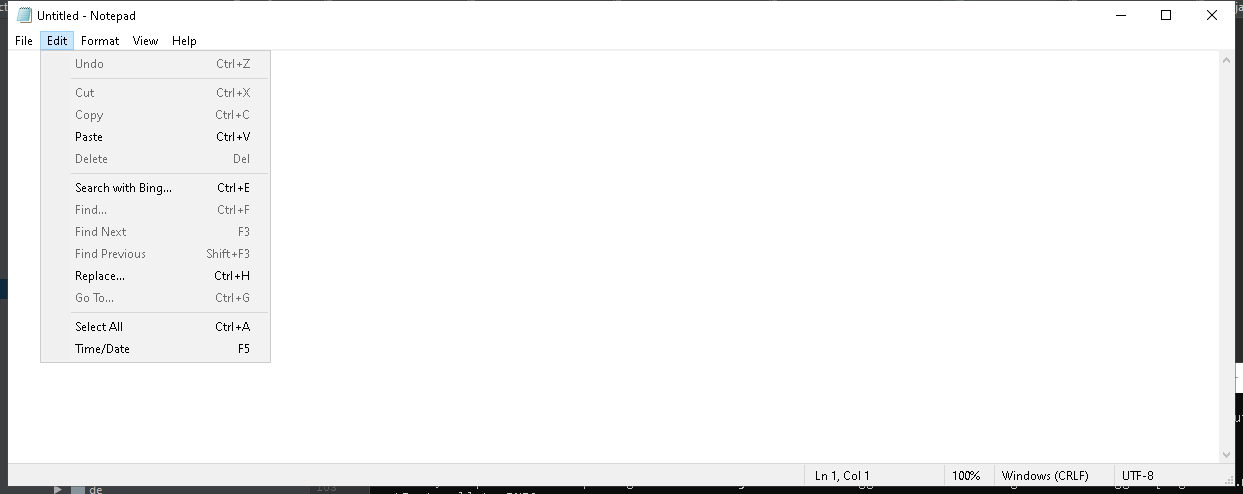 Untitled - Notepad
File Edit Format View Help
Undo Ctrl+Z
Cut Ctrl+X
Copy Ctrl+C
Paste Ctrl+V
Delete Del
Search with Bing... Ctrl+E
Find... Ctrl+F
Find Next F3
Find Previous Shift+F3
Replace... Ctrl+H
Go To... Ctrl+G
Select All Ctrl+A
Time/Date F5
Ln 1, Col 1 100% Windows (CRLF) UTF-8
de